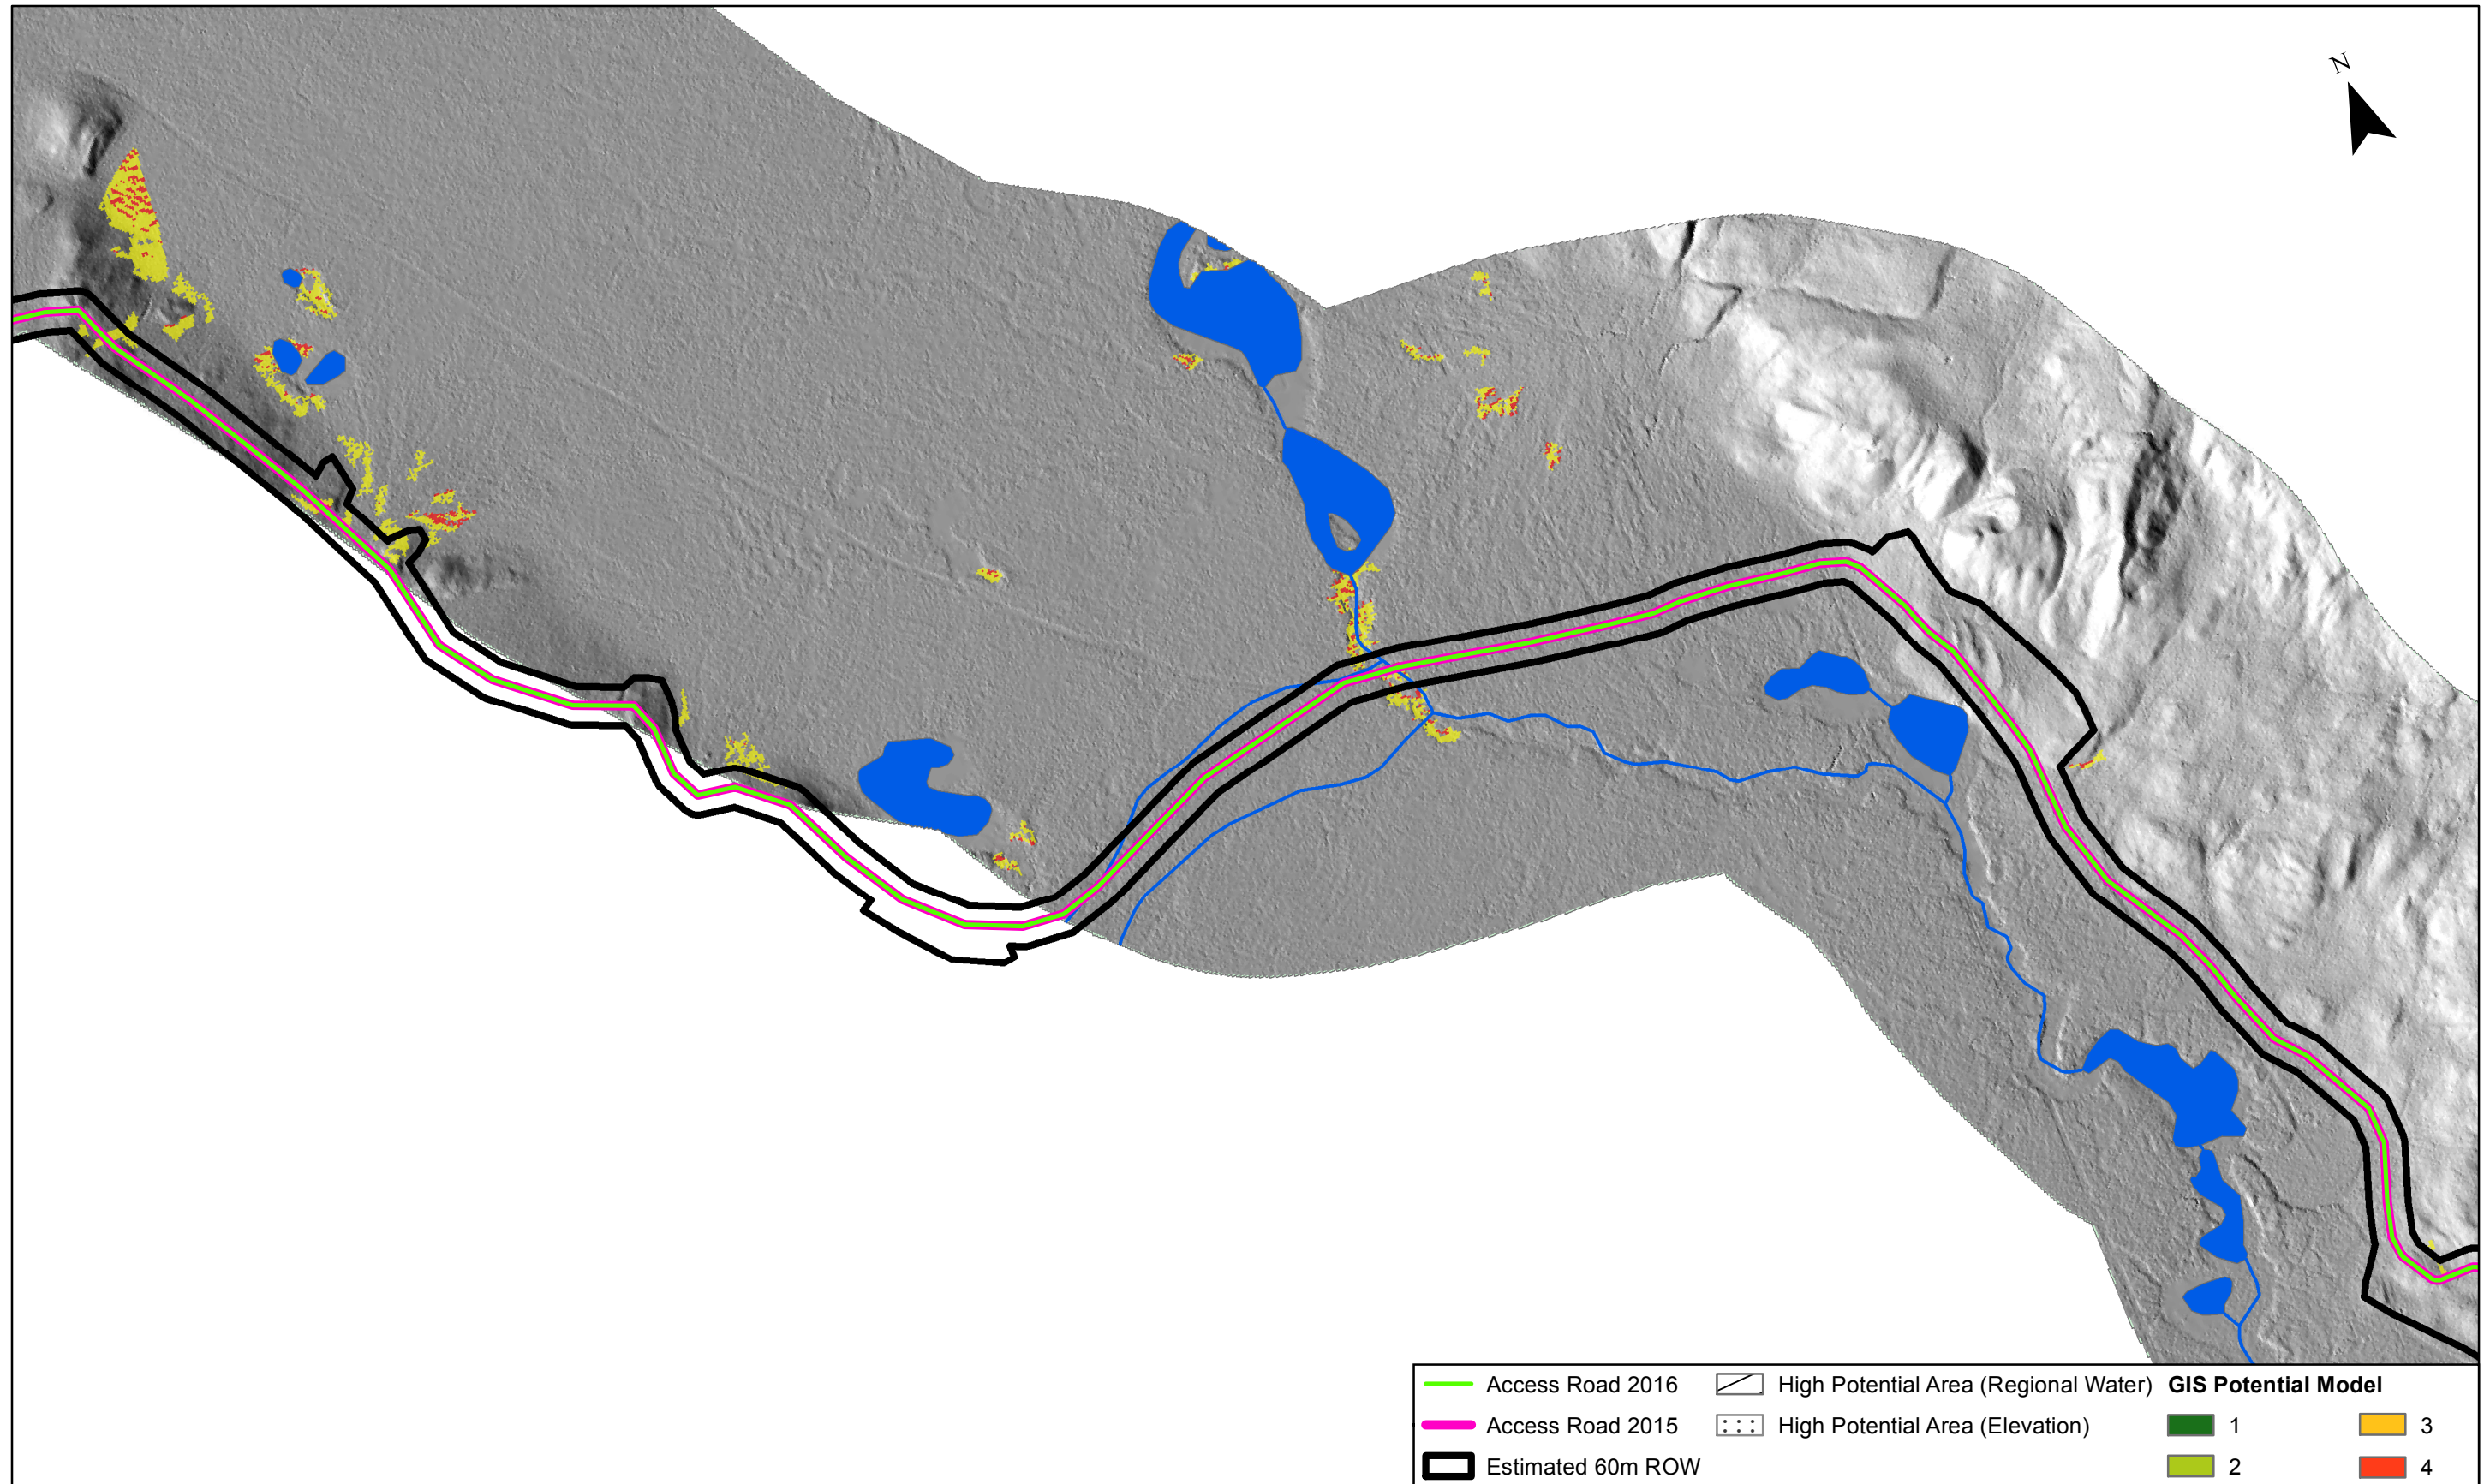 N
Access Road 2016
High Potential Area (Regional Water)
GIS Potential Model
Access Road 2015
High Potential Area (Elevation)
1
3
Estimated 60m ROW
2
4